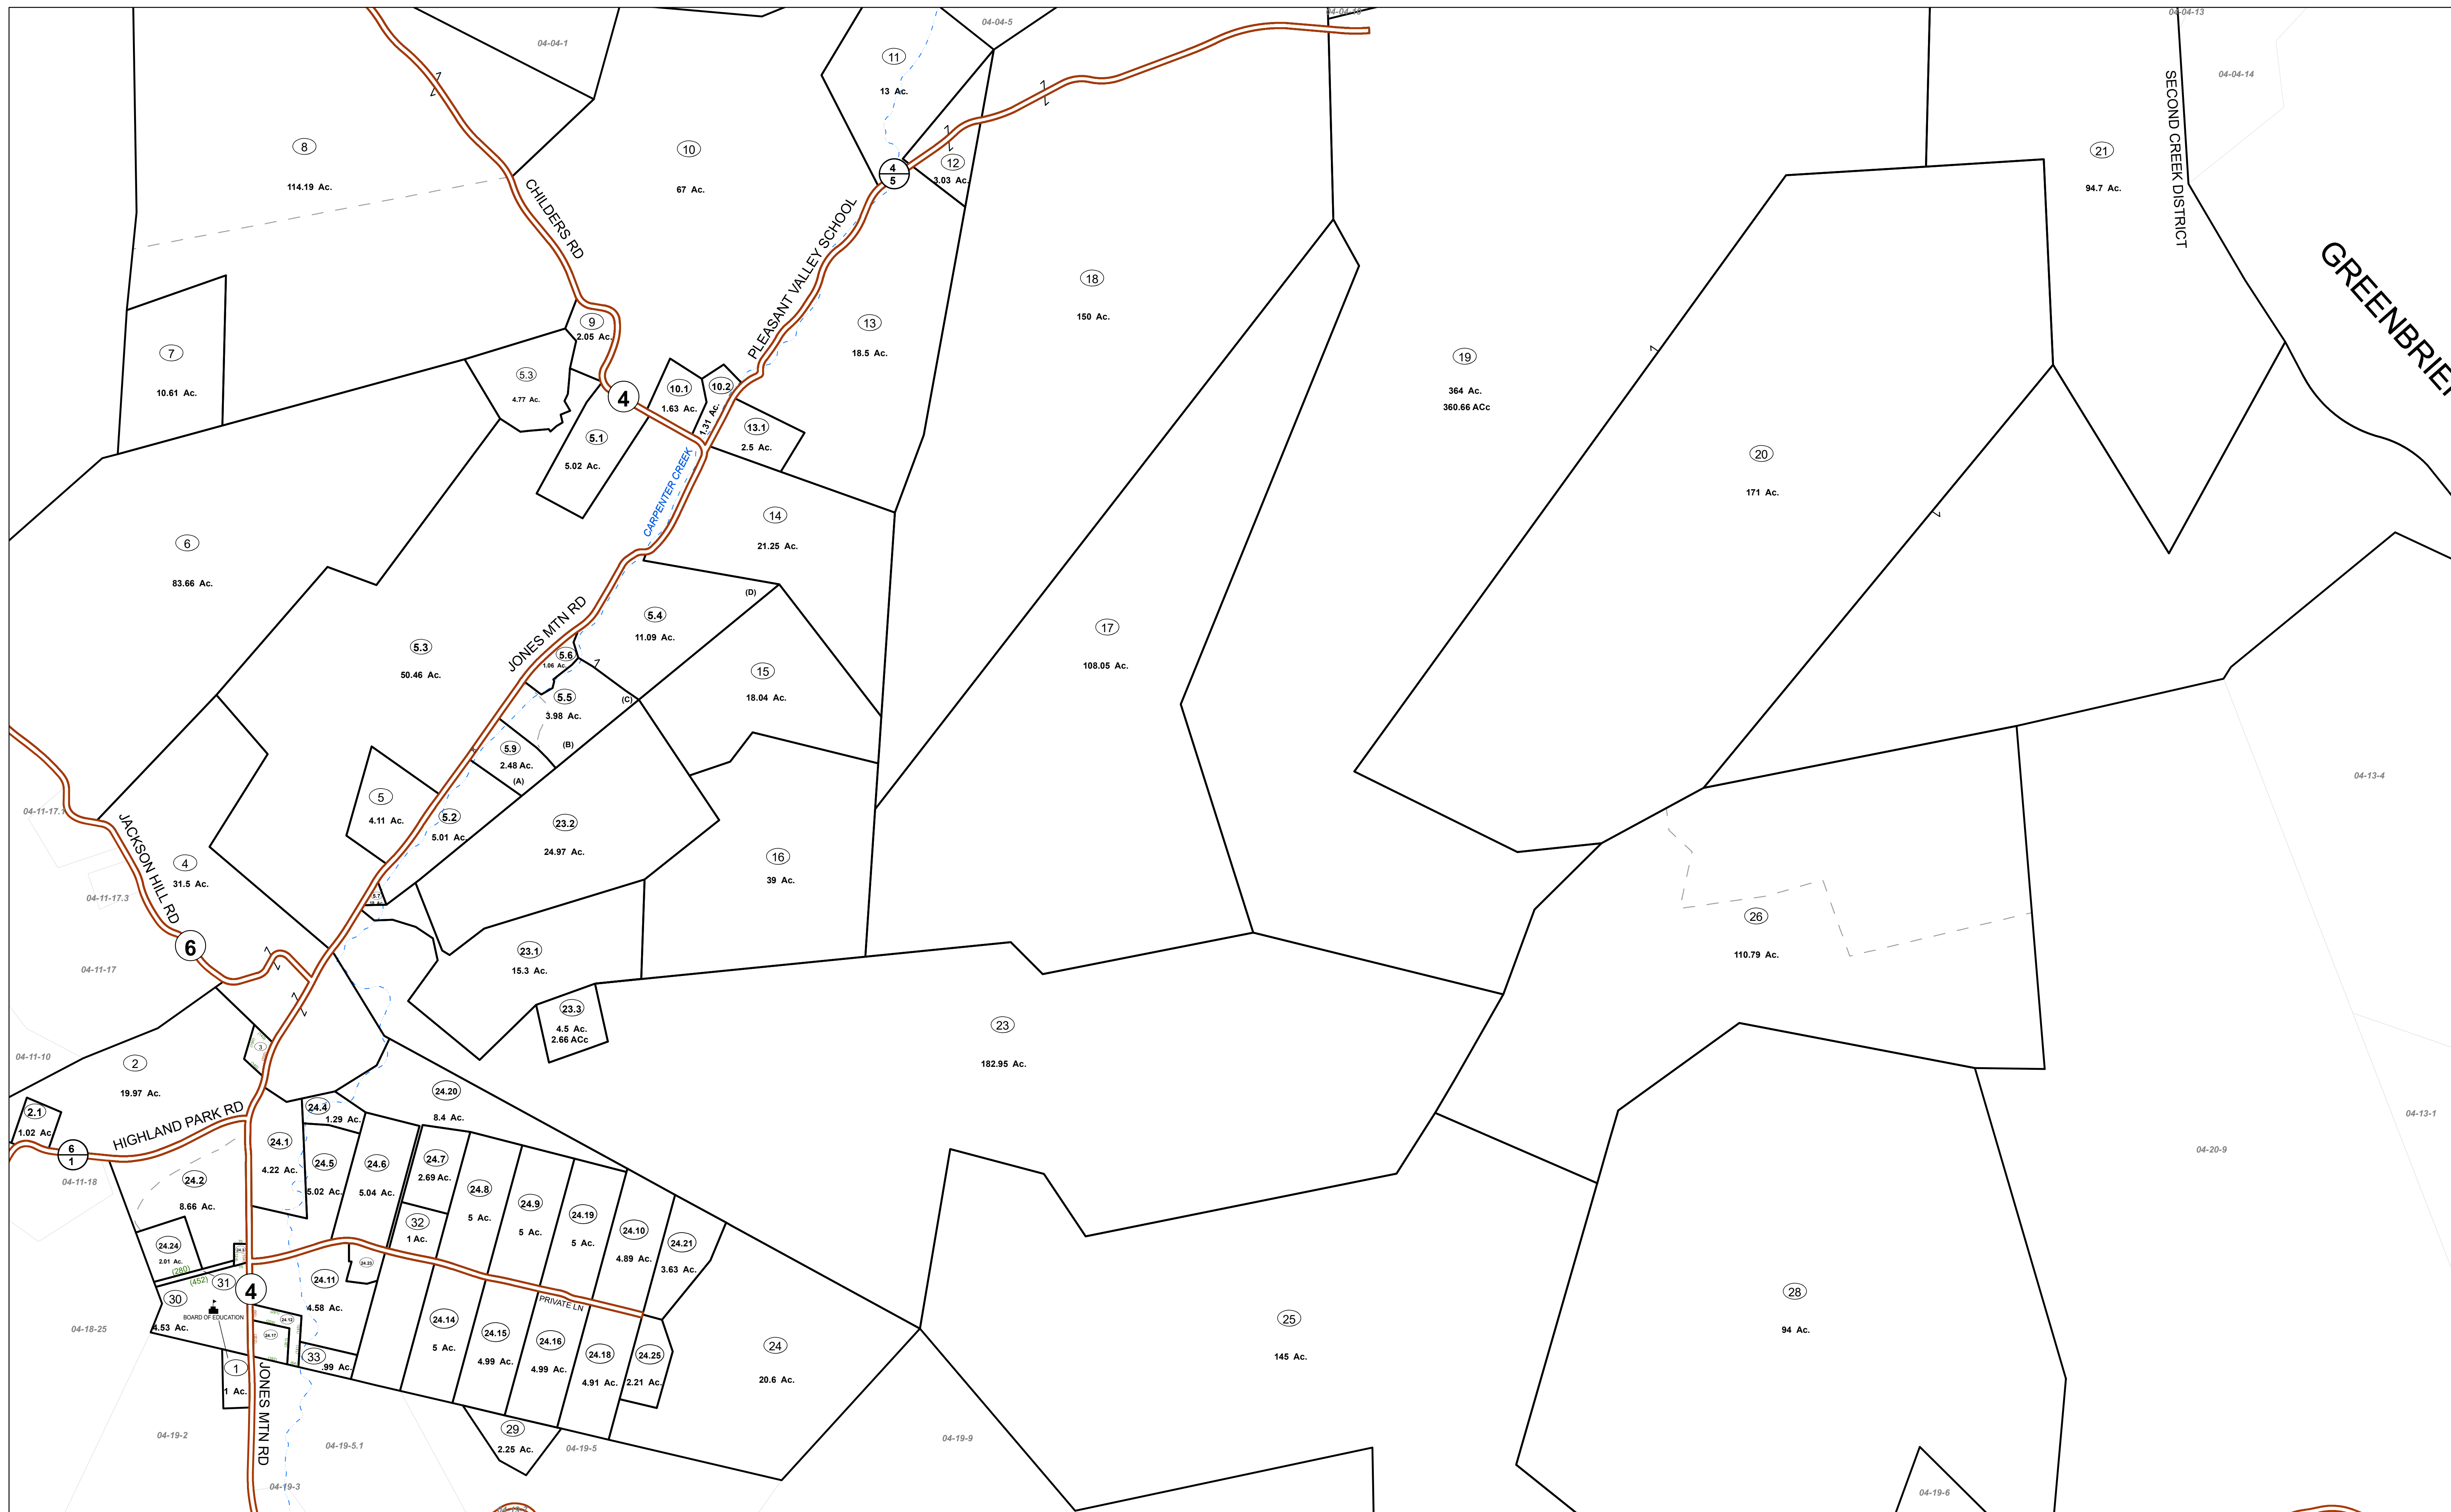 04-04-1
04-04-5
04-04-10
04-04-13
04-04-14
SECOND CREEK DISTRICT
GREENBRIER
8
114.19 Ac.
10
67 Ac.
11
13 Ac.
12
3.03 Ac.
4
5
21
94.7 Ac.
CHILDERS RD
PLEASANT VALLEY SCHOOL
7
10.61 Ac.
9
2.05 Ac.
5.3
4.77 Ac.
4
10.1
1.63 Ac.
10.2
1.31 Ac.
13
18.5 Ac.
13.1
2.5 Ac.
18
150 Ac.
19
364 Ac.
360.66 ACc
20
171 Ac.
5.1
5.02 Ac.
CARPENTER CREEK
14
21.25 Ac.
6
83.66 Ac.
JONES MTN RD
5.4
11.09 Ac.
(D)
5.3
50.46 Ac.
5.6
1.06 Ac.
5.5
3.98 Ac.
(C)
(B)
15
18.04 Ac.
17
108.05 Ac.
5.9
2.48 Ac.
(A)
5
4.11 Ac.
5.2
5.01 Ac.
23.2
24.97 Ac.
16
39 Ac.
04-13-4
JACKSON HILL RD
4
31.5 Ac.
04-11-17.3
6
04-11-17
23.1
15.3 Ac.
26
110.79 Ac.
23.3
4.5 Ac.
2.66 ACc
23
182.95 Ac.
3
04-11-10
2
19.97 Ac.
2.1
1.02 Ac.
HIGHLAND PARK RD
6
1
04-11-18
24.20
8.4 Ac.
24.4
1.29 Ac.
24.1
4.22 Ac.
24.5
5.02 Ac.
24.6
5.04 Ac.
24.7
2.69 Ac.
24.8
5 Ac.
24.9
5 Ac.
24.19
5 Ac.
24.10
4.89 Ac.
24.21
3.63 Ac.
24.2
8.66 Ac.
32
1 Ac.
24.24
2.01 Ac.
(280)
(452)
31
30
4
BOARD OF EDUCATION
4.53 Ac.
24.23
24.11
4.58 Ac.
24.12
24.17
33
.99 Ac.
PRIVATE LN
24.14
5 Ac.
24.15
4.99 Ac.
24.16
4.99 Ac.
24.18
4.91 Ac.
24.25
2.21 Ac.
24
20.6 Ac.
25
145 Ac.
28
94 Ac.
04-13-1
04-20-9
04-18-25
1
1 Ac.
JONES MTN RD
29
2.25 Ac.
04-19-2
04-19-5.1
04-19-5
04-19-9
04-19-3
04-19-6